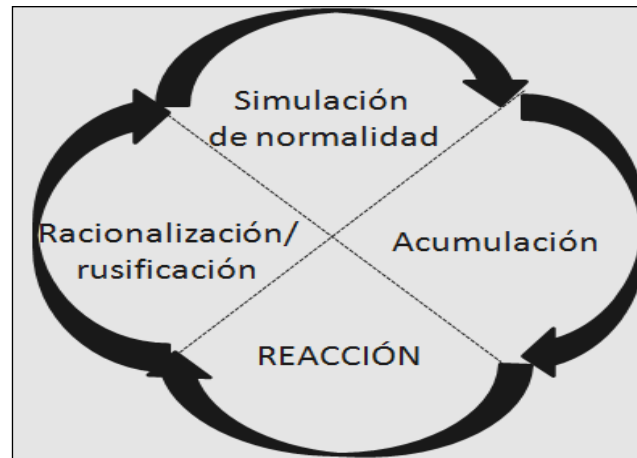 Simulación
de normalidad
Racionalización/
rusificación
Acumulación
REACCIÓN